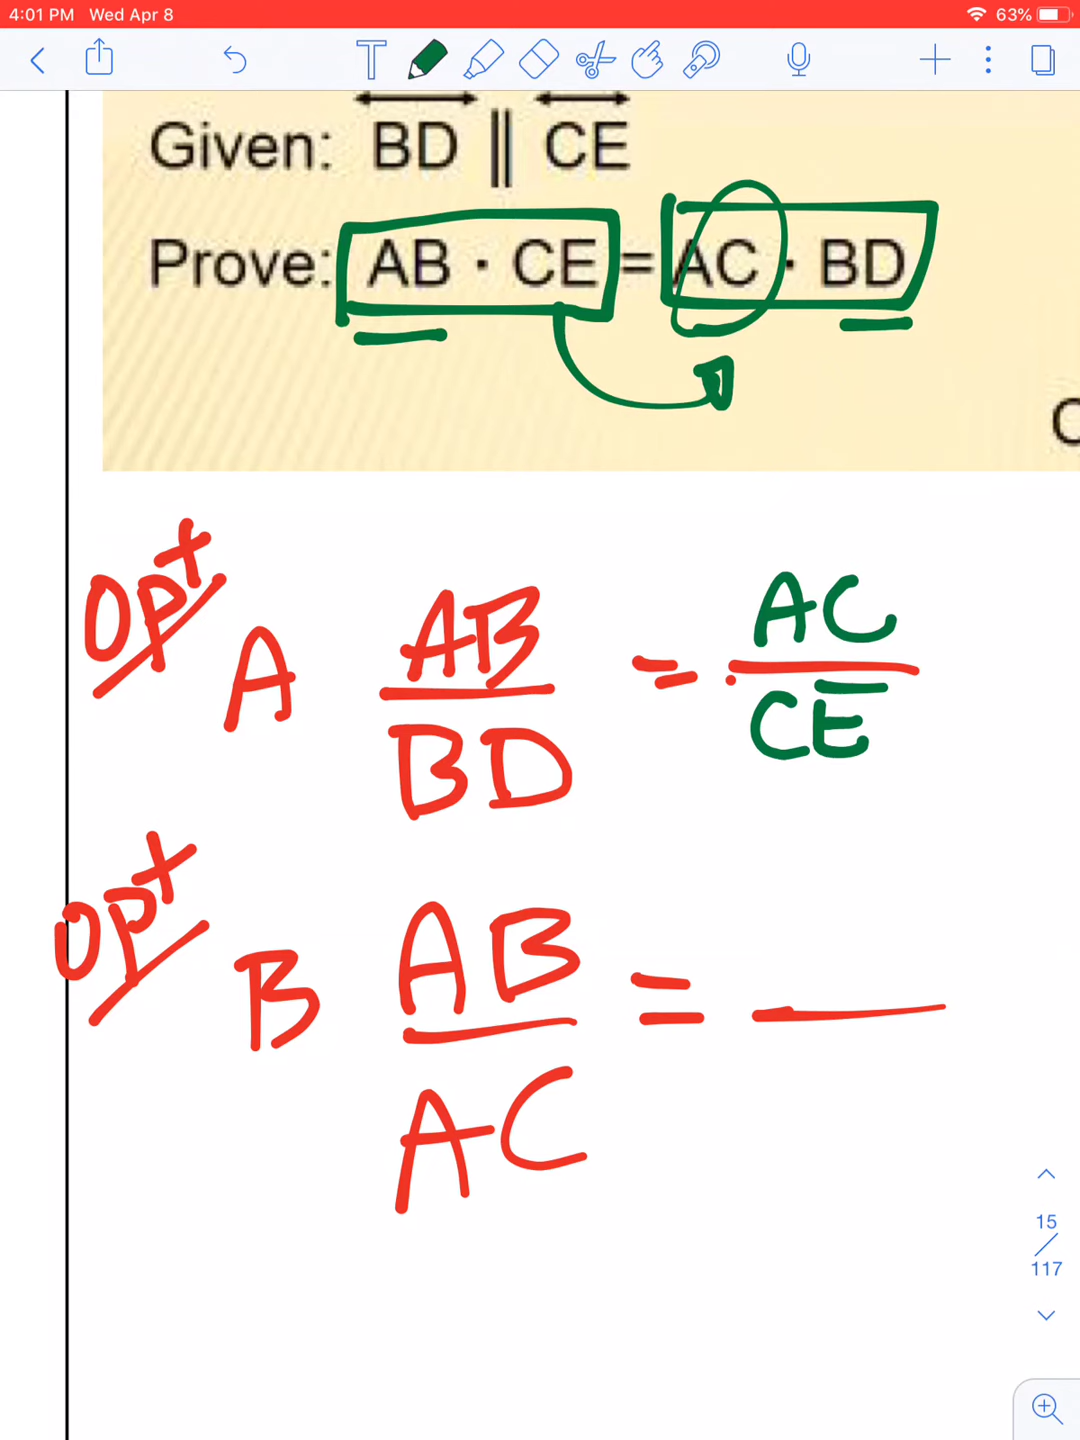 4:01 PM Wed Apr 8 63%
T
Given: BD || CE
Prove: AB · CE = AC · BD
C
Opt A AB = AC
BD CE
Opt B AB =
AC
15
/
117